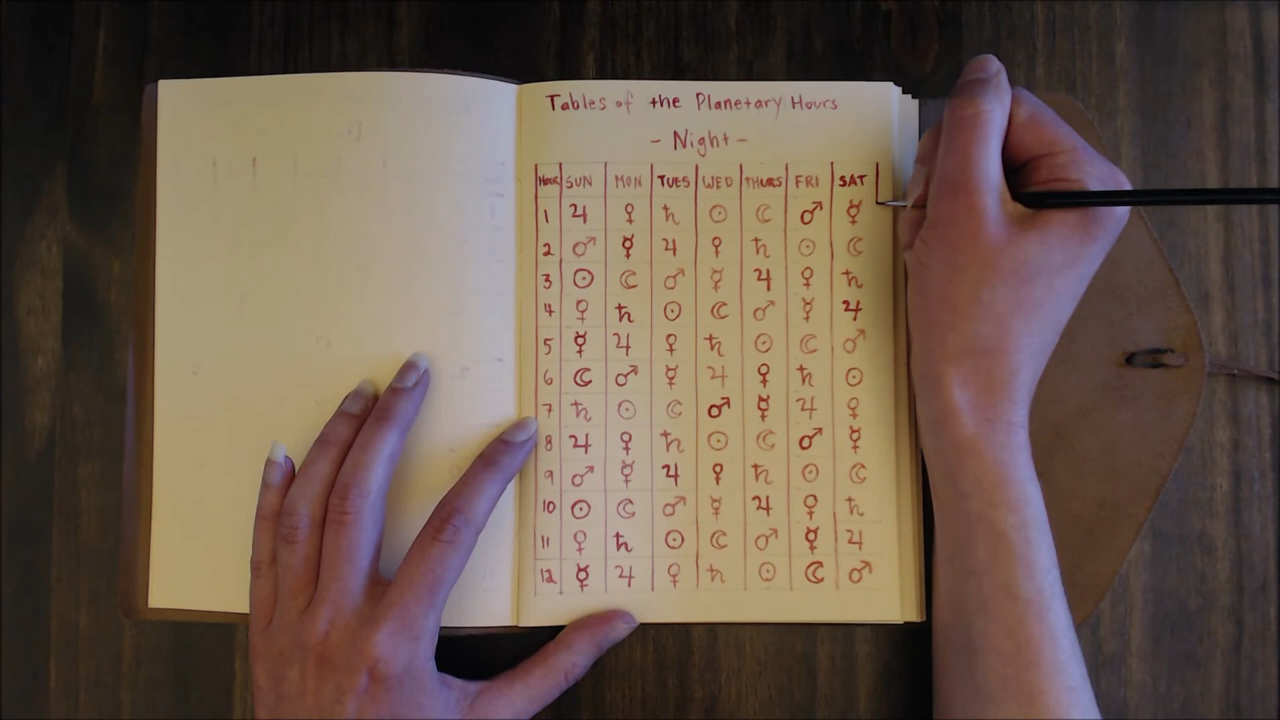 Tables of the Planetary Hours
- Night -
HOUR SUN MON TUES WED THURS FRI SAT
1 ♃ ♀ ♄ ☉ ☾ ♂ ☿
2 ♂ ☿ ♃ ♀ ♄ ☉ ☾
3 ☉ ☾ ♂ ☿ ♃ ♀ ♄
4 ♀ ♄ ☉ ☾ ♂ ☿ ♃
5 ☿ ♃ ♀ ♄ ☉ ☾ ♂
6 ☾ ♂ ☿ ♃ ♀ ♄ ☉
7 ♄ ☉ ☾ ♂ ☿ ♃ ♀
8 ♃ ♀ ♄ ☉ ☾ ♂ ☿
9 ♂ ☿ ♃ ♀ ♄ ☉ ☾
10 ☉ ☾ ♂ ☿ ♃ ♀ ♄
11 ♀ ♄ ☉ ☾ ♂ ☿ ♃
12 ☿ ♃ ♀ ♄ ☉ ☾ ♂